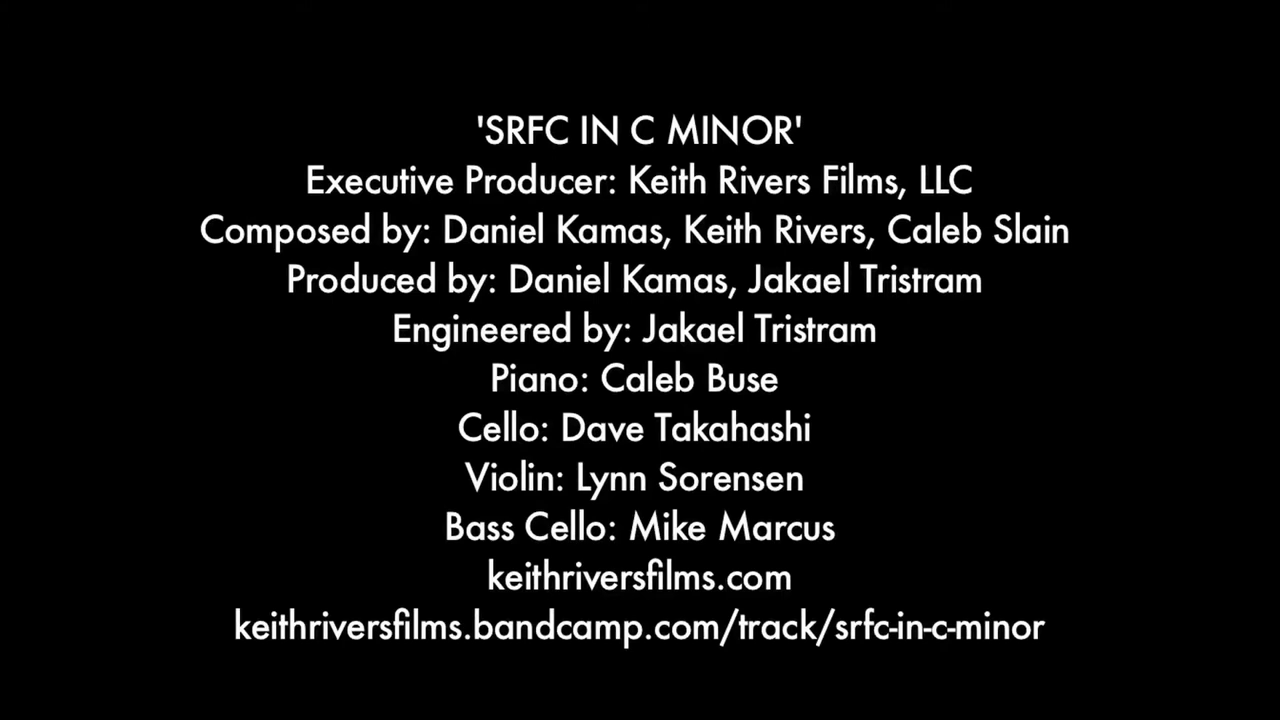 'SRFC IN C MINOR'
Executive Producer: Keith Rivers Films, LLC
Composed by: Daniel Kamas, Keith Rivers, Caleb Slain
Produced by: Daniel Kamas, Jakael Tristram
Engineered by: Jakael Tristram
Piano: Caleb Buse
Cello: Dave Takahashi
Violin: Lynn Sorensen
Bass Cello: Mike Marcus
keithriversfilms.com
keithriversfilms.bandcamp.com/track/srfc-in-c-minor